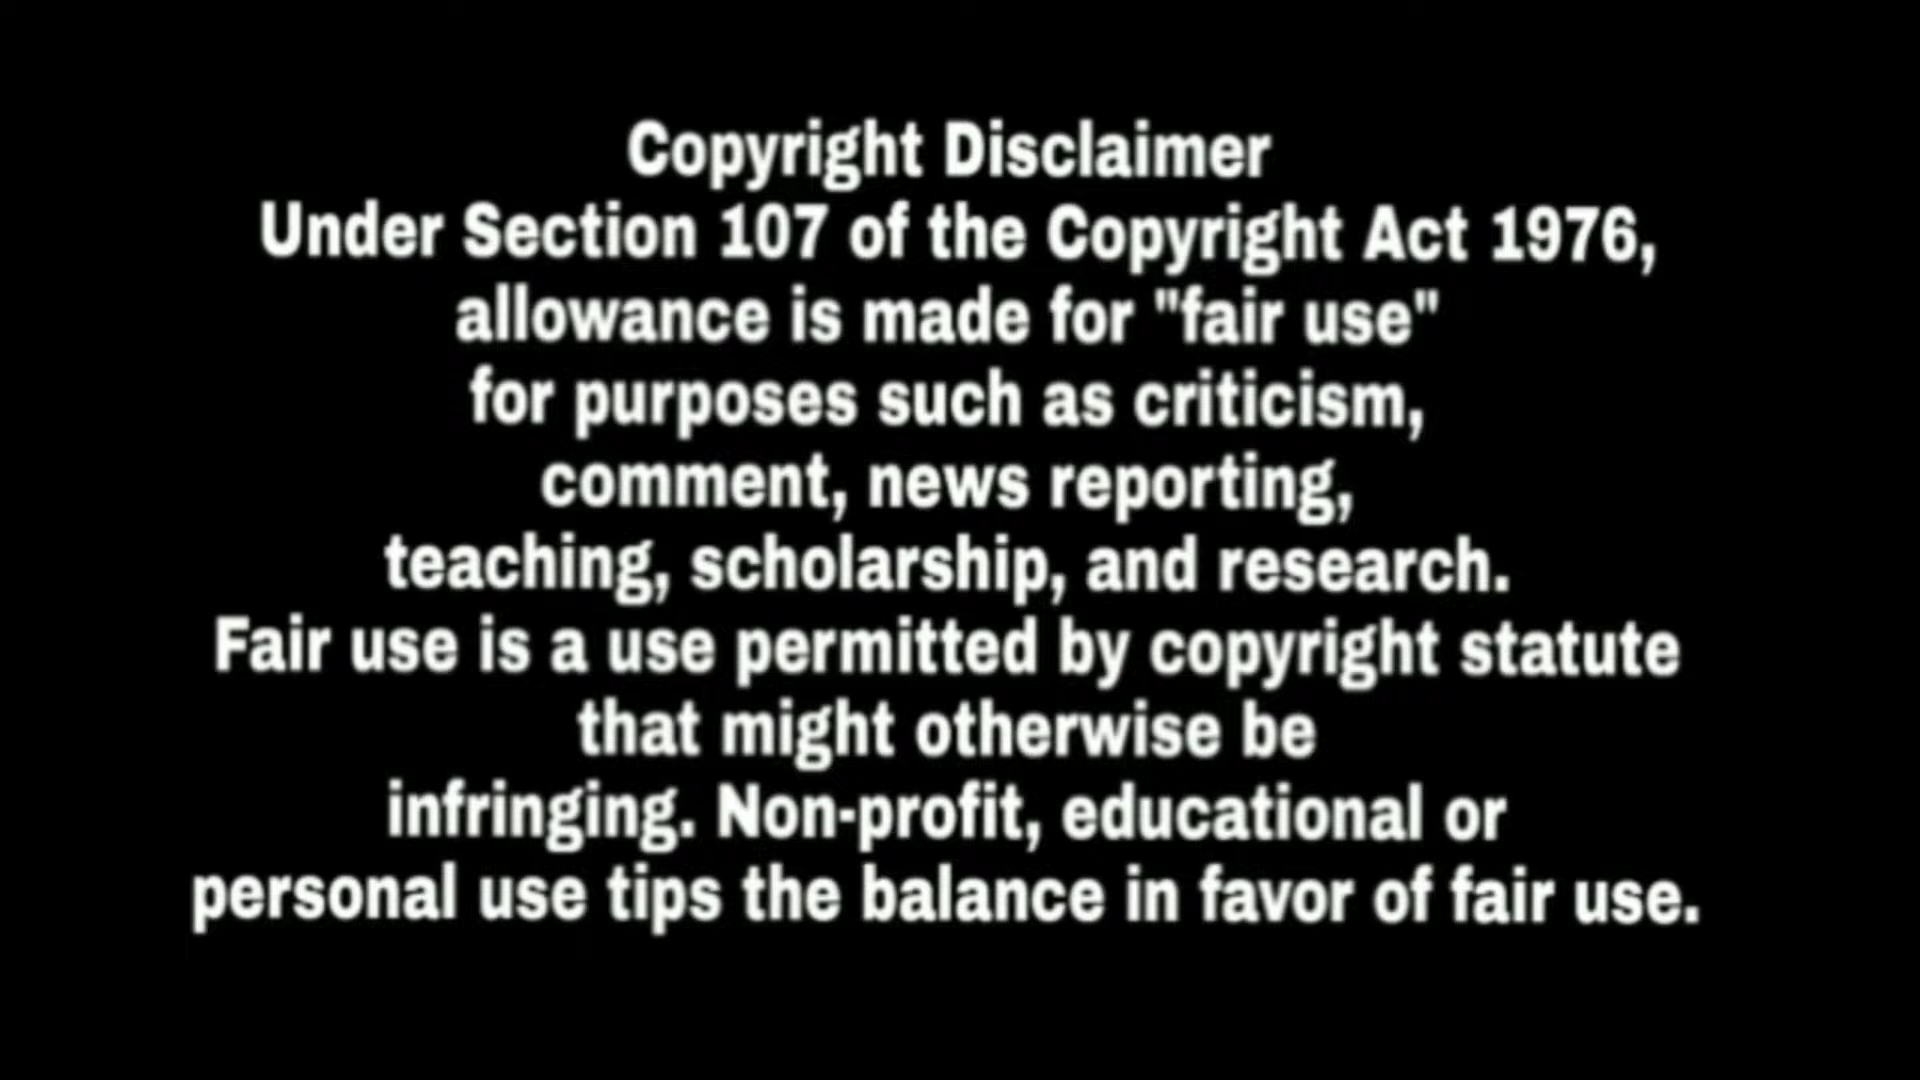 Copyright Disclaimer
Under Section 107 of the Copyright Act 1976,
allowance is made for "fair use"
for purposes such as criticism,
comment, news reporting,
teaching, scholarship, and research.
Fair use is a use permitted by copyright statute
that might otherwise be
infringing. Non-profit, educational or
personal use tips the balance in favor of fair use.